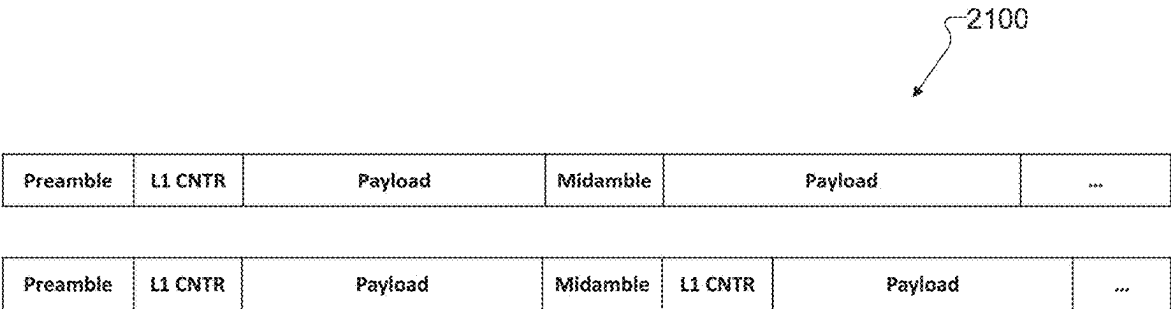 2100
Preamble L1 CNTR Payload Midamble Payload ...
Preamble L1 CNTR Payload Midamble L1 CNTR Payload ...